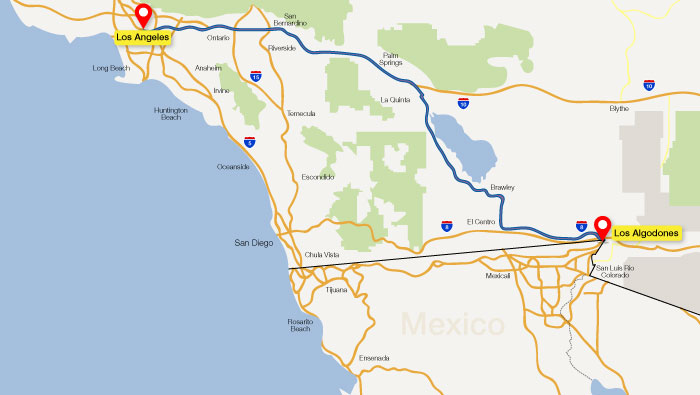 San
Bernardino
Los Angeles
Ontario
Riverside
Palm
Springs
Long Beach
Anaheim
15
Irvine
La Quinta
10
10
Blythe
Huntington
Beach
Temecula
5
Oceanside
Escondido
Brawley
El Centro
8
8
Los Algodones
San Diego
Chula Vista
Mexicali
San Luis Rio
Colorado
Tijuana
Rosarito
Beach
Mexico
Ensenada